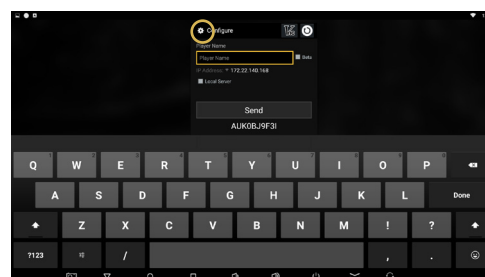 Configure
Player Name
Player Name
Beta
IP Address * 172.22.140.168
Local Server
Send
AUK0BJ9F3I
Q W E R T Y U I O P
A S D F G H J K L Done
Z X C V B N M ! ?
?123 / , .